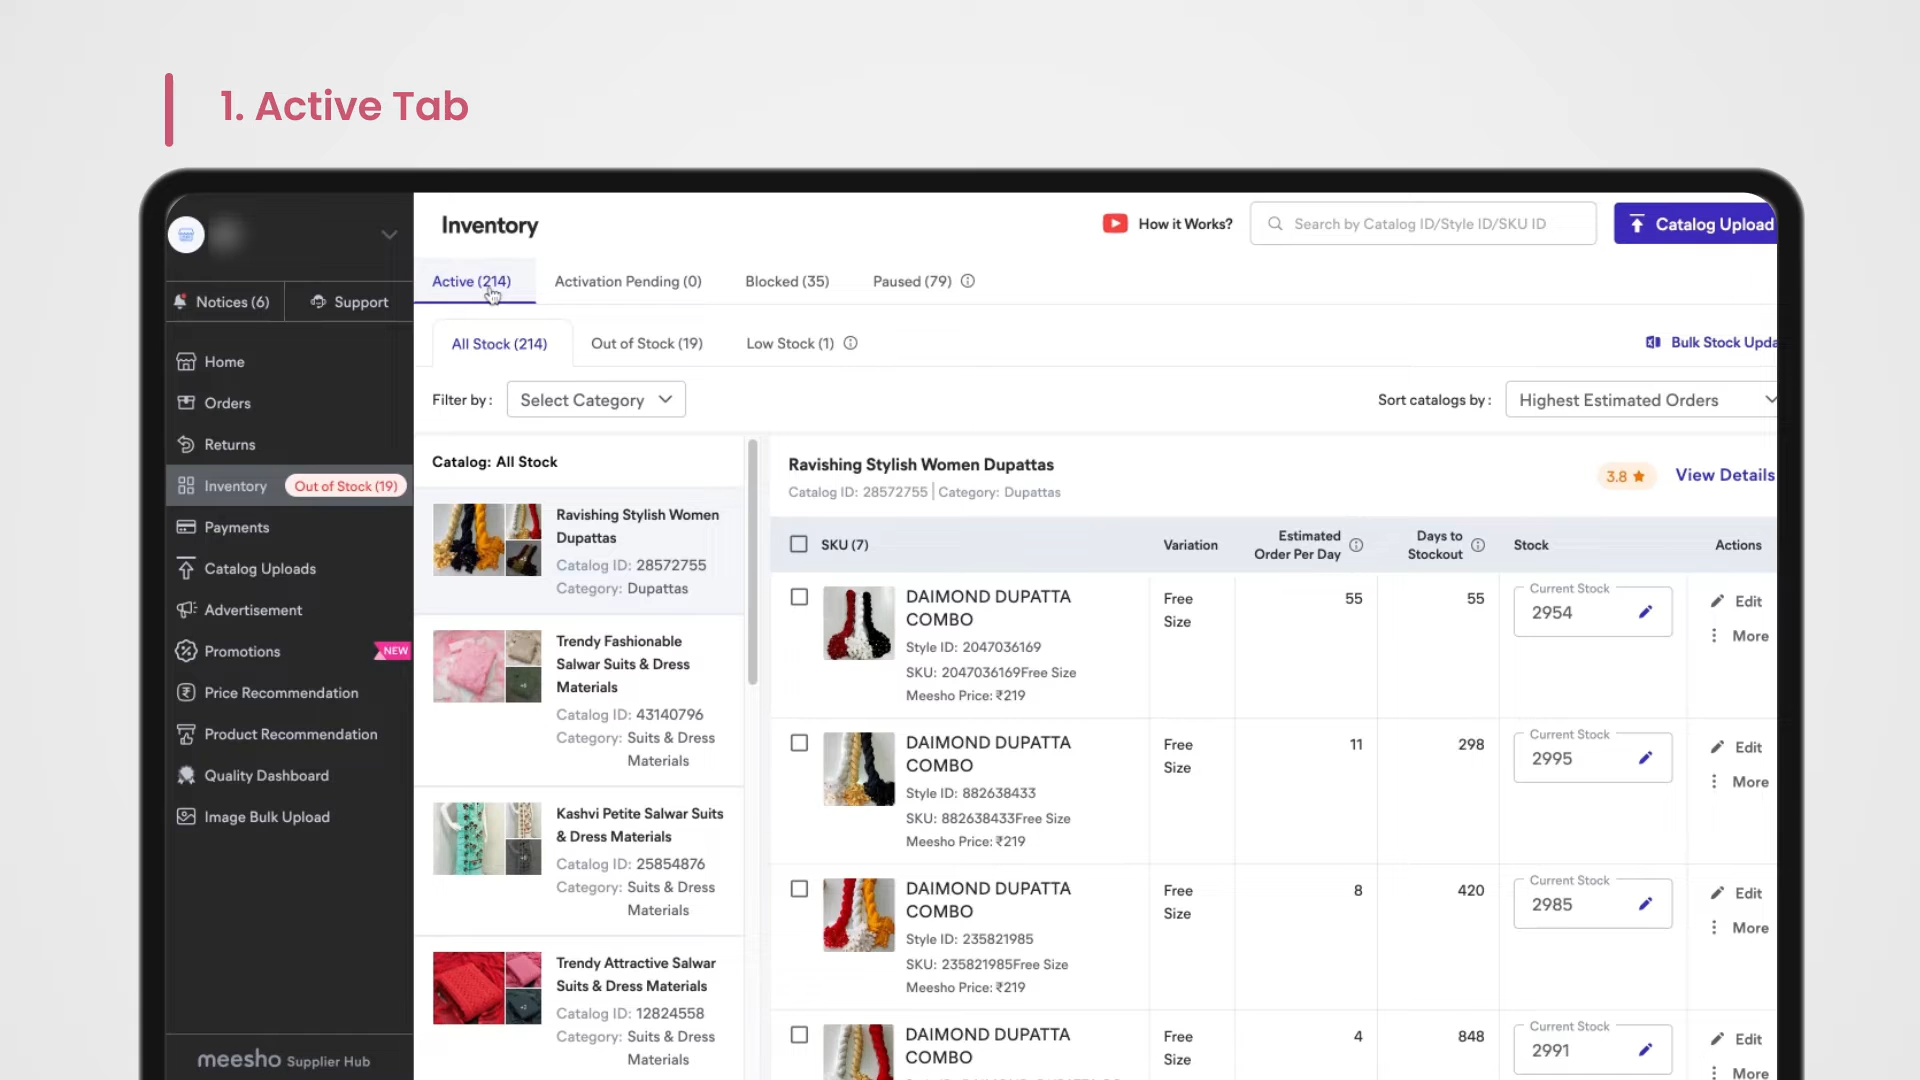 1. Active Tab
Inventory
How it Works?
Search by Catalog ID/Style ID/SKU ID
Catalog Upload
Notices (6)
Support
Active (214)
Activation Pending (0)
Blocked (35)
Paused (79)
All Stock (214)
Out of Stock (19)
Low Stock (1)
Bulk Stock Upda
Filter by :
Select Category
Sort catalogs by :
Highest Estimated Orders
Home
Orders
Returns
Inventory
Out of Stock (19)
Payments
Catalog Uploads
Advertisement
Promotions
NEW
Price Recommendation
Product Recommendation
Quality Dashboard
Image Bulk Upload
meesho Supplier Hub
Catalog: All Stock
Ravishing Stylish Women
Dupattas
Catalog ID: 28572755
Category: Dupattas
Trendy Fashionable
Salwar Suits & Dress
Materials
Catalog ID: 43140796
Category: Suits & Dress
Materials
Kashvi Petite Salwar Suits
& Dress Materials
Catalog ID: 25854876
Category: Suits & Dress
Materials
Trendy Attractive Salwar
Suits & Dress Materials
Catalog ID: 12824558
Category: Suits & Dress
Materials
Ravishing Stylish Women Dupattas
Catalog ID: 28572755 | Category: Dupattas
3.8
View Details
SKU (7)
Variation
Estimated
Order Per Day
Days to
Stockout
Stock
Actions
DAIMOND DUPATTA
COMBO
Style ID: 2047036169
SKU: 2047036169Free Size
Meesho Price: ₹219
Free
Size
55
55
Current Stock
2954
Edit
More
DAIMOND DUPATTA
COMBO
Style ID: 882638433
SKU: 882638433Free Size
Meesho Price: ₹219
Free
Size
11
298
Current Stock
2995
Edit
More
DAIMOND DUPATTA
COMBO
Style ID: 235821985
SKU: 235821985Free Size
Meesho Price: ₹219
Free
Size
8
420
Current Stock
2985
Edit
More
DAIMOND DUPATTA
COMBO
Free
Size
4
848
Current Stock
2991
Edit
More